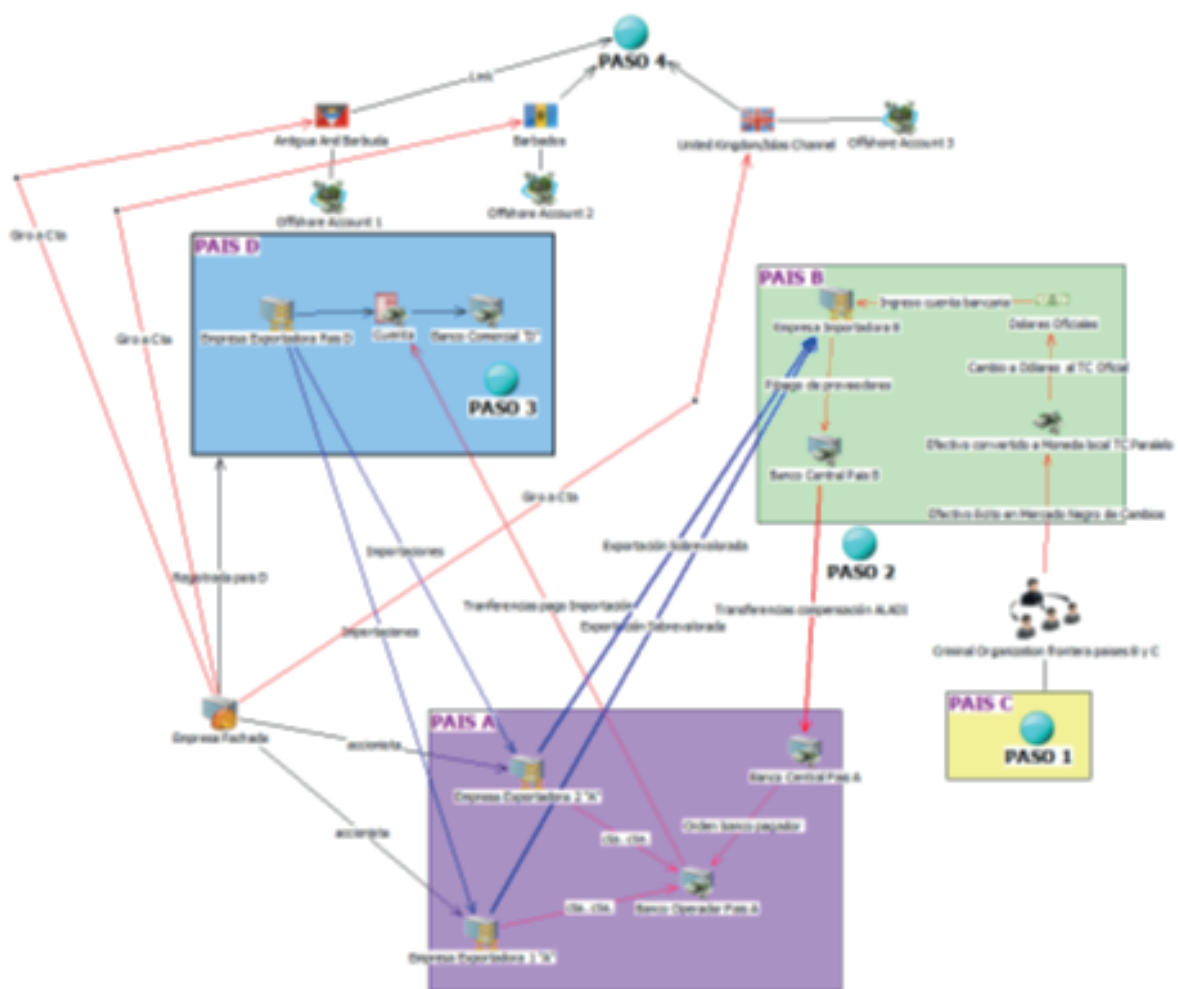 PASO 4
Link
Antigua And Barbuda
Barbados
United Kingdom/Islas Channel
Offshore Account 3
Offshore Account 1
Offshore Account 2
Giro a Cta
PAIS D
PAIS B
Empresa Importadora B
Ingreso cuenta bancaria
Dolares Oficiales
Empresa Exportadora Pais D
Cuenta
Banco Comercial "D"
Giro a Cta
Cambio a Dólares al TC Oficial
PASO 3
de proveedores
Efectivo convertido a Moneda local TC Paralelo
Banco Central Pais B
Giro a Cta
Efectivo ilicito en Mercado Negro de Cambios
Importaciones
Exportación Sobrevalorada
PASO 2
Registrada pais D
Tranferencias pago Importación
Transferencias compensación ALADI
Importaciones
Exportación Sobrevalorada
Criminal Organization frontera paises B y C
PAIS C
PASO 1
Empresa Fachada
PAIS A
accionista
Banco Central Pais A
Empresa Exportadora 2 "A"
Orden banco pagador
accionista
cta. cte.
cta. cte.
Banco Operador Pais A
Empresa Exportadora 1 "A"